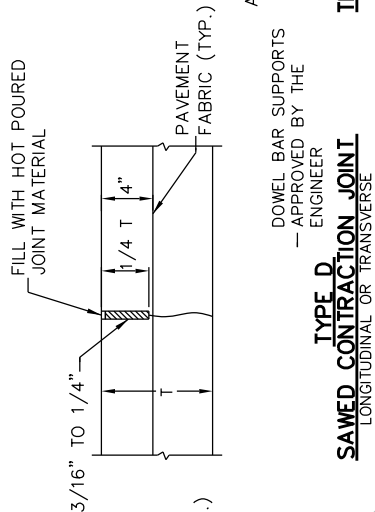 FILL WITH HOT POURED
JOINT MATERIAL
3/16" TO 1/4"
1/4 T
4"
T
PAVEMENT
FABRIC (TYP.)
.)
DOWEL BAR SUPPORTS
APPROVED BY THE
ENGINEER
TYPE D
SAWED CONTRACTION JOINT
LONGITUDINAL OR TRANSVERSE